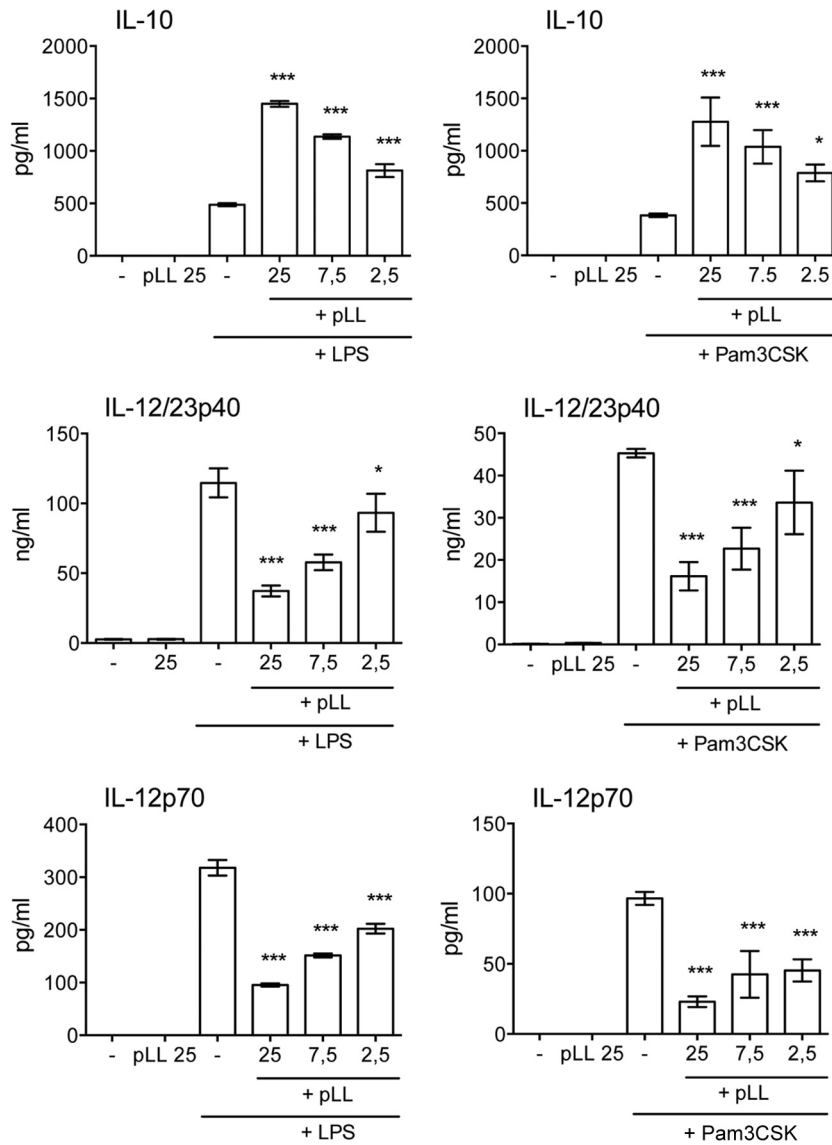 IL-10
2000
1500
1000
500
0
pg/ml
***
***
***
- pLL 25 - 25 7,5 2,5
+ pLL
+ LPS
IL-10
2000
1500
1000
500
0
pg/ml
***
***
*
- pLL 25 - 25 7.5 2.5
+ pLL
+ Pam3CSK
IL-12/23p40
150
100
50
0
ng/ml
***
***
*
- 25 - 25 7,5 2,5
+ pLL
+ LPS
IL-12/23p40
50
40
30
20
10
0
ng/ml
***
***
*
- pLL 25 - 25 7,5 2,5
+ pLL
+ Pam3CSK
IL-12p70
400
300
200
100
0
pg/ml
***
***
***
- pLL 25 - 25 7,5 2,5
+ pLL
+ LPS
IL-12p70
150
100
50
0
pg/ml
***
***
***
- pLL 25 - 25 7,5 2,5
+ pLL
+ Pam3CSK